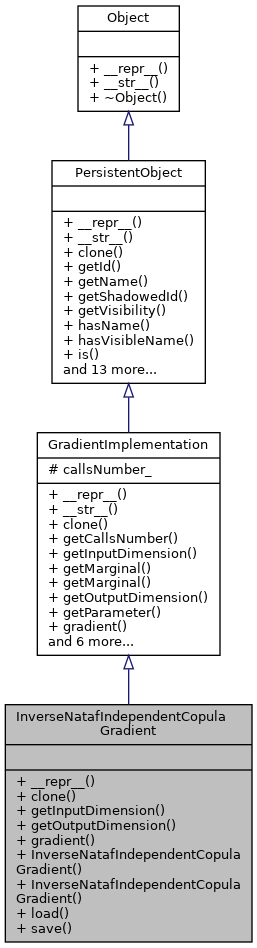 Object
+ __repr__()
+ __str__()
+ ~Object()
PersistentObject
+ __repr__()
+ __str__()
+ clone()
+ getId()
+ getName()
+ getShadowedId()
+ getVisibility()
+ hasName()
+ hasVisibleName()
+ is()
and 13 more...
GradientImplementation
# callsNumber_
+ __repr__()
+ __str__()
+ clone()
+ getCallsNumber()
+ getInputDimension()
+ getMarginal()
+ getMarginal()
+ getOutputDimension()
+ getParameter()
+ gradient()
and 6 more...
InverseNatafIndependentCopula
Gradient
+ __repr__()
+ clone()
+ getInputDimension()
+ getOutputDimension()
+ gradient()
+ InverseNatafIndependentCopula
Gradient()
+ InverseNatafIndependentCopula
Gradient()
+ load()
+ save()